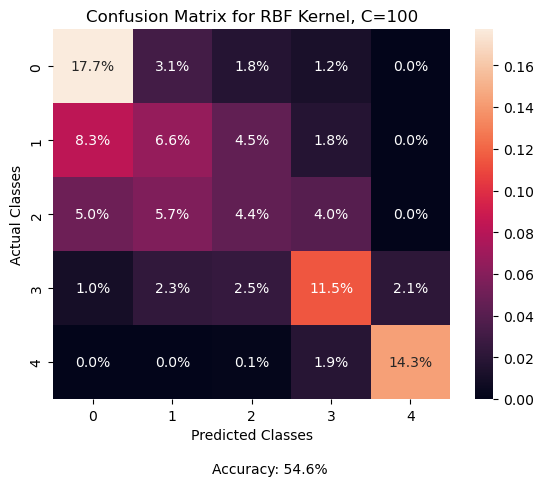 Confusion Matrix for RBF Kernel, C=100
0 17.7% 3.1% 1.8% 1.2% 0.0%
1 8.3% 6.6% 4.5% 1.8% 0.0%
2 5.0% 5.7% 4.4% 4.0% 0.0%
3 1.0% 2.3% 2.5% 11.5% 2.1%
4 0.0% 0.0% 0.1% 1.9% 14.3%
Actual Classes
0 1 2 3 4
Predicted Classes
0.16
0.14
0.12
0.10
0.08
0.06
0.04
0.02
0.00
Accuracy: 54.6%